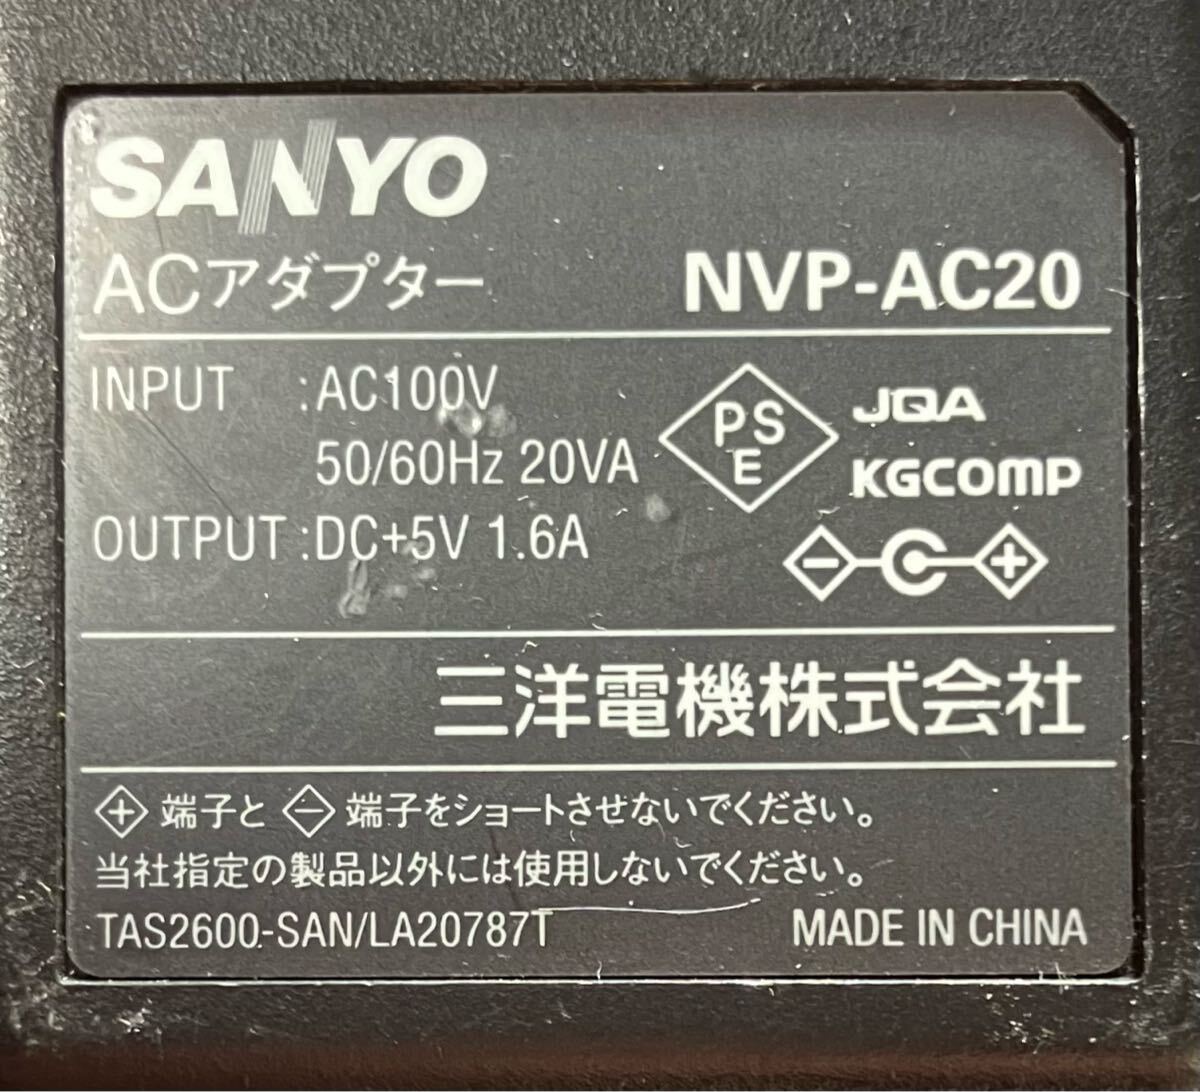 SANYO
ACアダプター NVP-AC20
INPUT :AC100V
50/60Hz 20VA
OUTPUT :DC+5V 1.6A
PSE
JQA
KGCOMP
- +
三洋電機株式会社
+ 端子と - 端子をショートさせないでください。
当社指定の製品以外には使用しないでください。
TAS2600-SAN/LA20787T MADE IN CHINA